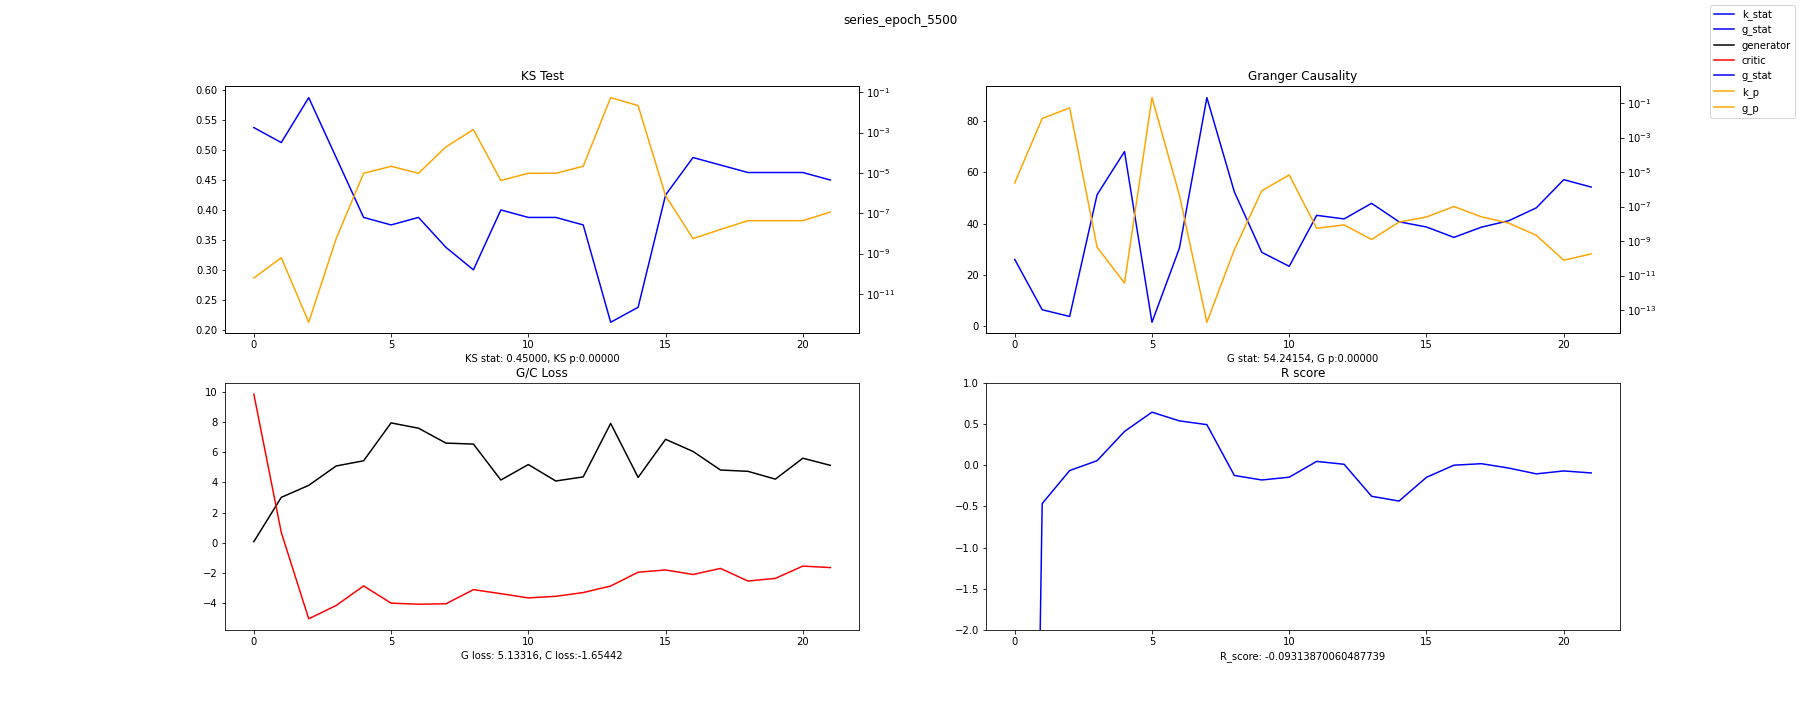 series_epoch_5500
k_stat
g_stat
generator
critic
g_stat
k_p
g_p
KS Test
0.60
0.55
0.50
0.45
0.40
0.35
0.30
0.25
0.20
10⁻¹
10⁻³
10⁻⁵
10⁻⁷
10⁻⁹
10⁻¹¹
0 5 10 15 20
KS stat: 0.45000, KS p:0.00000
Granger Causality
80
60
40
20
0
10⁻¹
10⁻³
10⁻⁵
10⁻⁷
10⁻⁹
10⁻¹¹
10⁻¹³
0 5 10 15 20
G stat: 54.24154, G p:0.00000
G/C Loss
10
8
6
4
2
0
−2
−4
0 5 10 15 20
G loss: 5.13316, C loss:-1.65442
R score
1.0
0.5
0.0
−0.5
−1.0
−1.5
−2.0
0 5 10 15 20
R_score: -0.09313870060487739